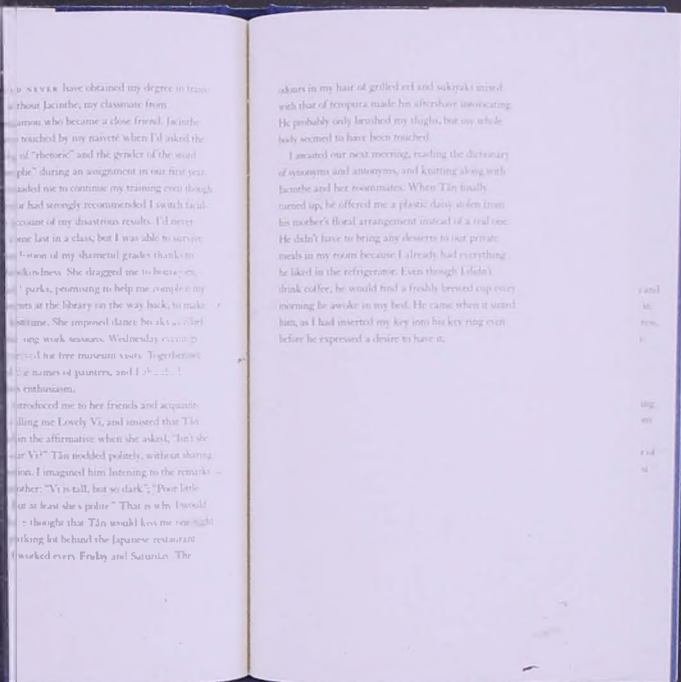 NEVER have obtained my degree in trans-
without Jacinthe, my classmate from
who became a close friend. Jacinthe
touched by my naiveté when I'd asked the
of "rhetoric" and the gender of the word
during an assignment in our first year.
me to continue my training even though
had strongly recommended I switch facul-
account of my disastrous results. I'd never
come last in a class, but I was able to survive
of my shameful grades thanks to
kindness. She dragged me to
parks, promising to help me complete my
at the library on the way back, to make
time. She imposed dance breaks
long work sessions. Wednesday evenings
for free museum visits. Together we
the names of painters, and I
enthusiasm.
introduced me to her friends and
calling me Lovely Vi, and insisted that Tân
in the affirmative when she asked, "Isn't she
our Vi?" Tân nodded politely, without sharing
I imagined him listening to the remarks
mother: "Vi is tall, but so dark"; "Poor little
but at least she's polite." That is why I would
thought that Tân would kiss me one night
parking lot behind the Japanese restaurant
I worked every Friday and Saturday. The
odours in my hair of grilled eel and sukiyaki mixed
with that of tempura made his aftershave intoxicating.
He probably only brushed my thighs, but my whole
body seemed to have been touched.
I awaited our next meeting, reading the dictionary
of synonyms and antonyms, and knitting along with
Jacinthe and her roommates. When Tân finally
turned up, he offered me a plastic daisy stolen from
his mother's floral arrangement instead of a real one.
He didn't have to bring any desserts to our private
meals in my room because I already had everything
he liked in the refrigerator. Even though I didn't
drink coffee, he would find a freshly brewed cup every
morning he awoke in my bed. He came when it suited
him, as I had inserted my key into his key ring even
before he expressed a desire to have it.
and